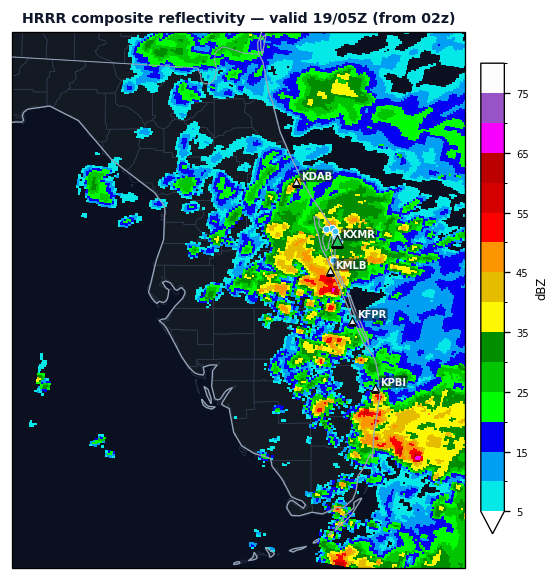 HRRR composite reflectivity — valid 19/05Z (from 02z)
KDAB
KXMR
KMLB
KFPR
KPBI
75
65
55
45
35
25
15
5
dBZ